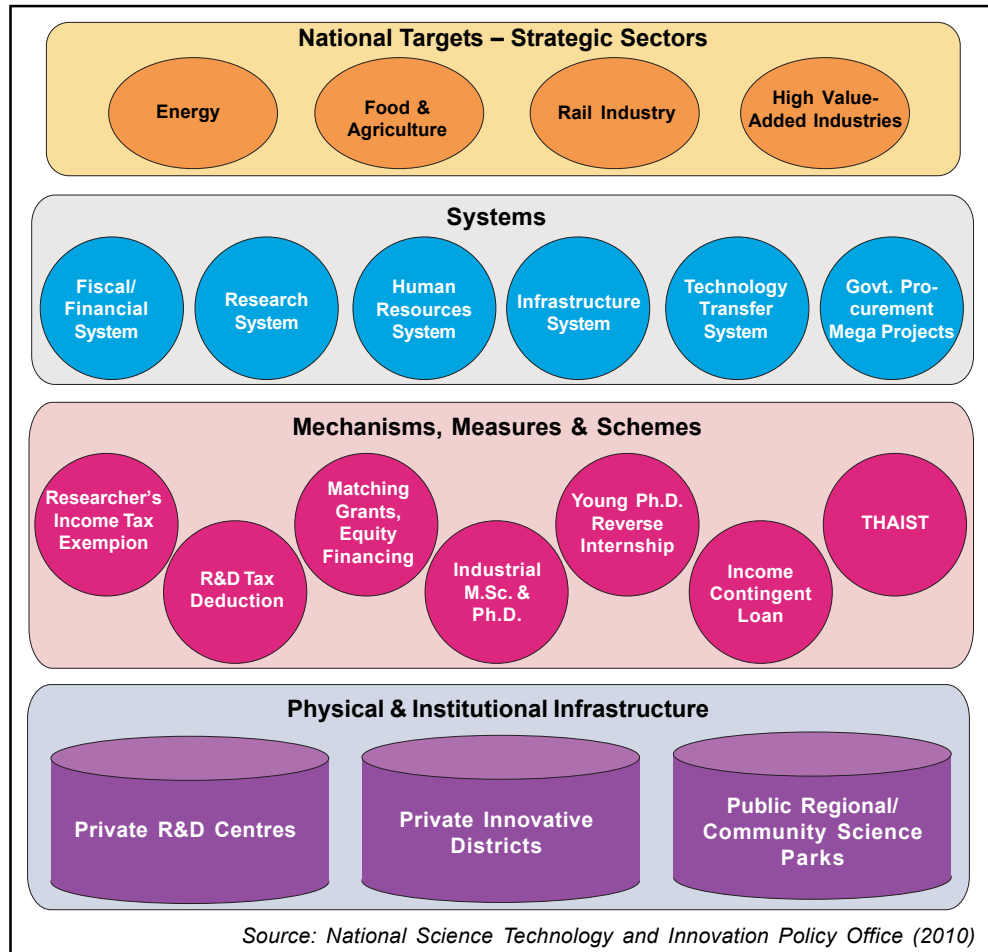 National Targets – Strategic Sectors
Energy
Food &
Agriculture
Rail Industry
High Value-
Added Industries
Systems
Fiscal/
Financial
System
Research
System
Human
Resources
System
Infrastructure
System
Technology
Transfer
System
Govt. Pro-
curement
Mega Projects
Mechanisms, Measures & Schemes
Researcher's
Income Tax
Exempion
R&D Tax
Deduction
Matching
Grants,
Equity
Financing
Industrial
M.Sc. &
Ph.D.
Young Ph.D.
Reverse
Internship
Income
Contingent
Loan
THAIST
Physical & Institutional Infrastructure
Private R&D Centres
Private Innovative
Districts
Public Regional/
Community Science
Parks
Source: National Science Technology and Innovation Policy Office (2010)